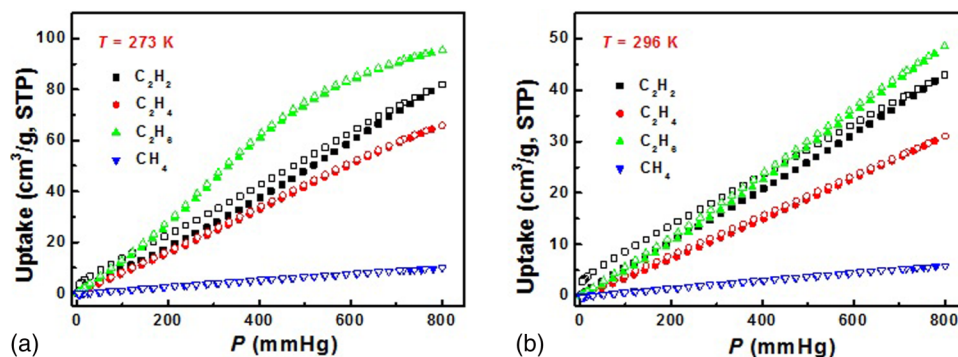 100
80
60
40
20
0
Uptake (cm³/g, STP)
T = 273 K
C₂H₂
C₂H₄
C₂H₆
CH₄
0 200 400 600 800
P (mmHg)
(a)
50
40
30
20
10
0
Uptake (cm³/g, STP)
T = 296 K
C₂H₂
C₂H₄
C₂H₆
CH₄
0 200 400 600 800
P (mmHg)
(b)